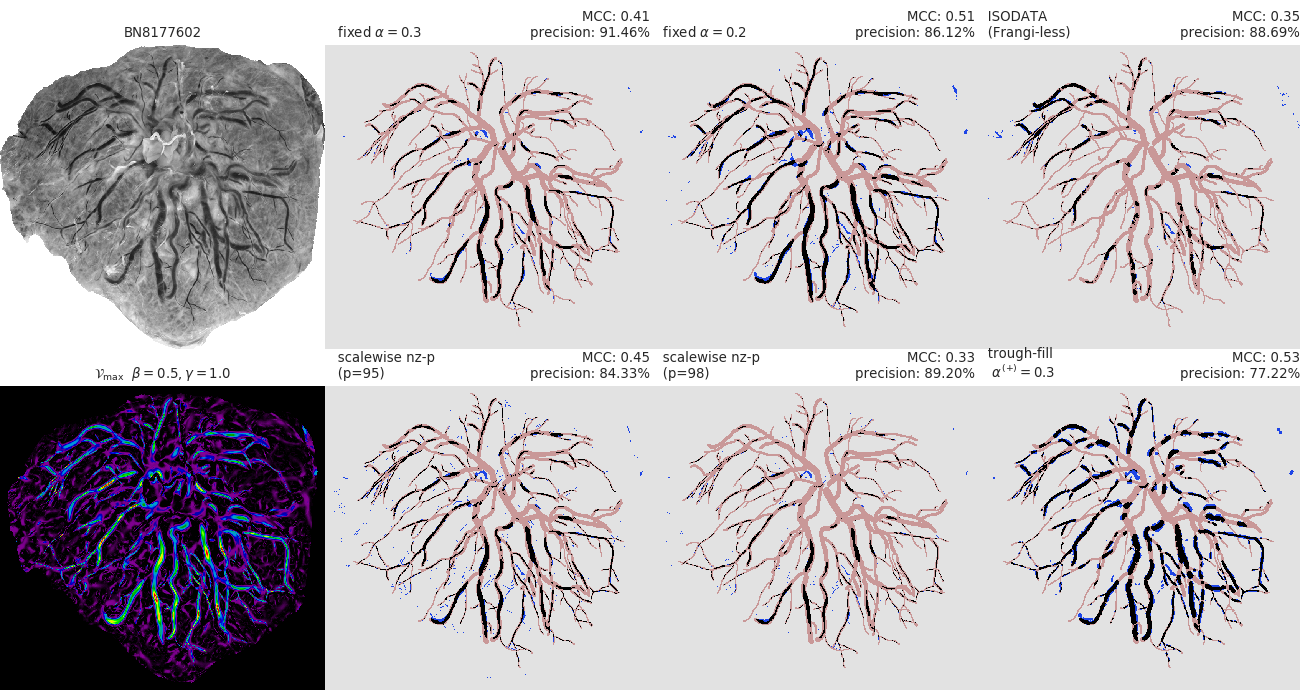 BN8177602
fixed α = 0.3
MCC: 0.41
precision: 91.46%
fixed α = 0.2
MCC: 0.51
precision: 86.12%
ISODATA
(Frangi-less)
MCC: 0.35
precision: 88.69%
𝒱max β = 0.5, γ = 1.0
scalewise nz-p
(p=95)
MCC: 0.45
precision: 84.33%
scalewise nz-p
(p=98)
MCC: 0.33
precision: 89.20%
trough-fill
α⁽⁺⁾ = 0.3
MCC: 0.53
precision: 77.22%